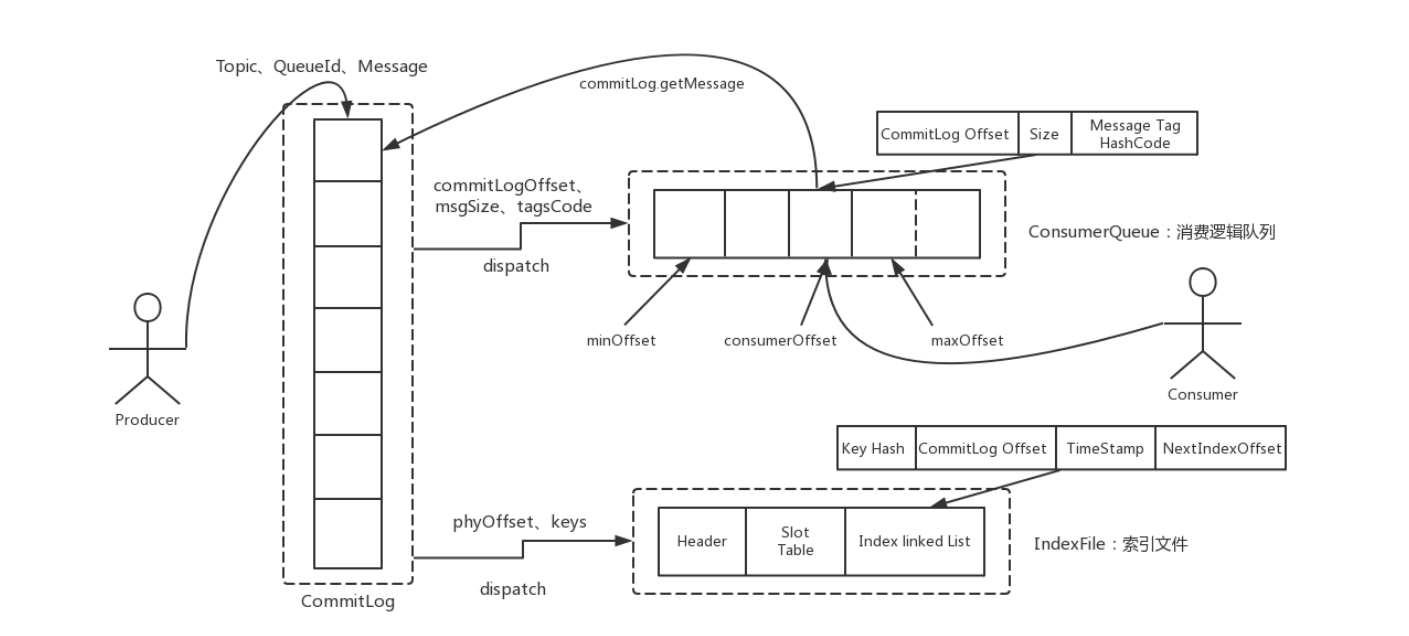 Topic、QueueId、Message
commitLog.getMessage
CommitLog Offset
Size
Message Tag
HashCode
commitLogOffset、
msgSize、tagsCode
dispatch
ConsumerQueue：消费逻辑队列
minOffset
consumerOffset
maxOffset
Producer
Consumer
Key Hash
CommitLog Offset
TimeStamp
NextIndexOffset
phyOffset、keys
dispatch
Header
Slot
Table
Index linked List
IndexFile：索引文件
CommitLog